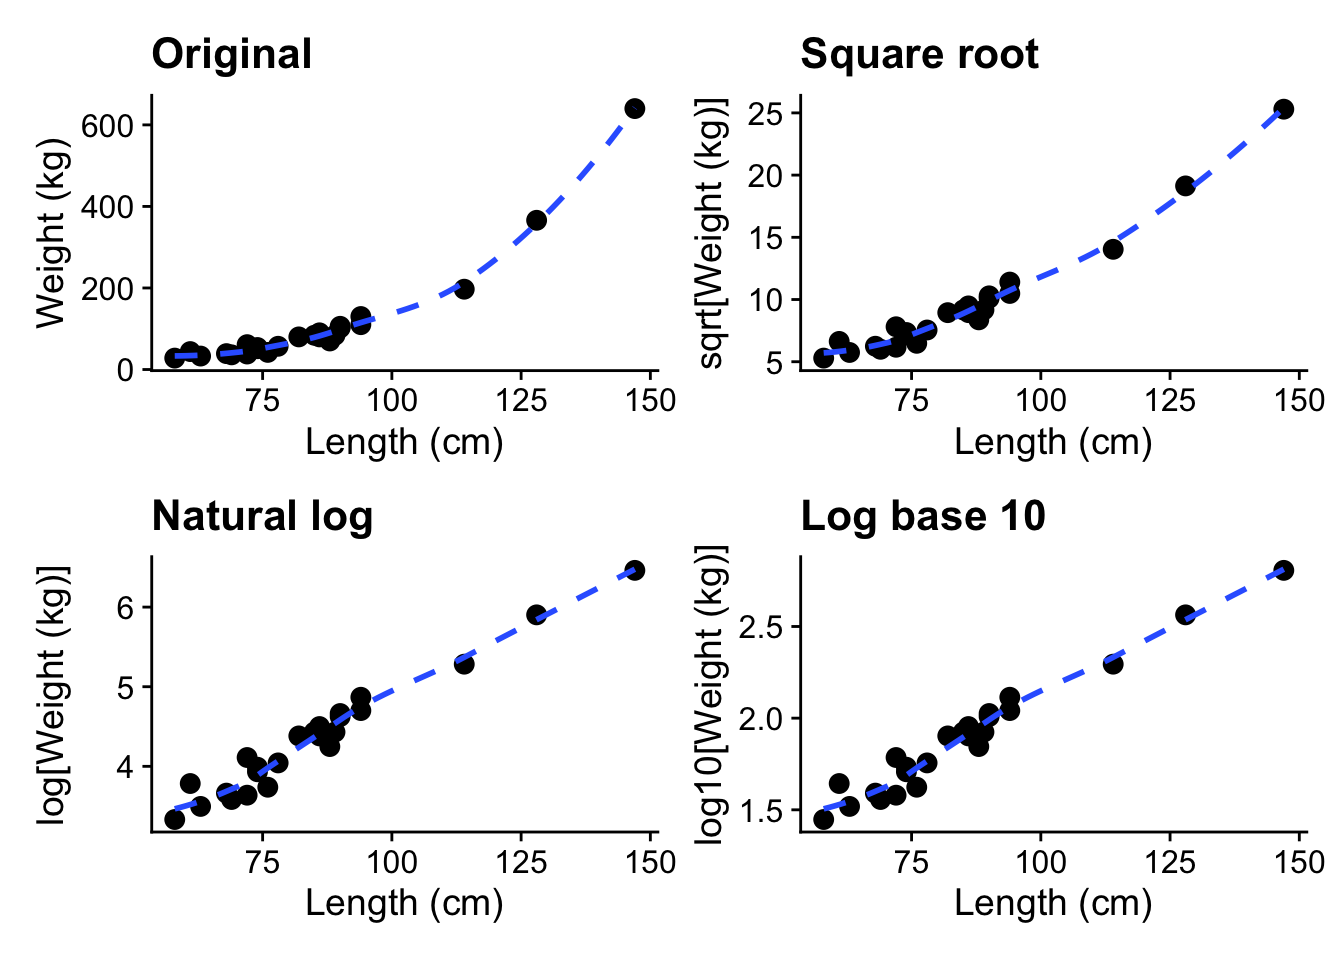 Original
Weight (kg)
600
400
200
0
75 100 125 150
Length (cm)
Square root
sqrt[Weight (kg)]
25
20
15
10
5
75 100 125 150
Length (cm)
Natural log
log[Weight (kg)]
6
5
4
75 100 125 150
Length (cm)
Log base 10
log10[Weight (kg)]
2.5
2.0
1.5
75 100 125 150
Length (cm)